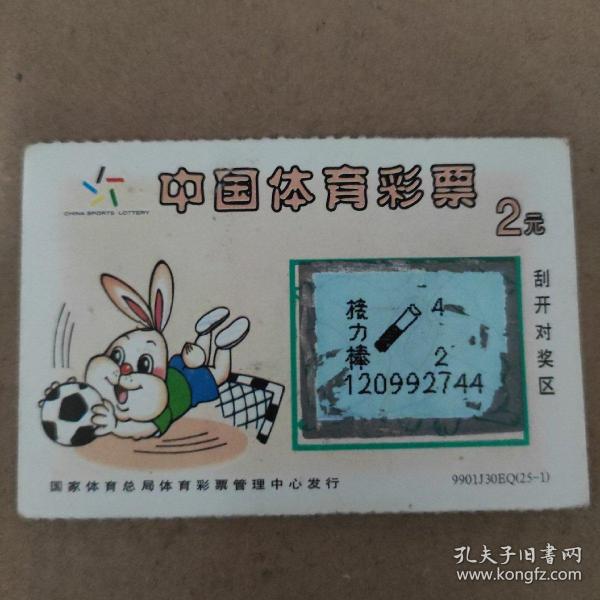 中国体育彩票
CHINA SPORTS LOTTERY
2元
接力棒
4
2
120992744
刮开对奖区
国家体育总局体育彩票管理中心发行
9901J30EQ(25-1)
孔夫子旧书网
www.kongfz.com